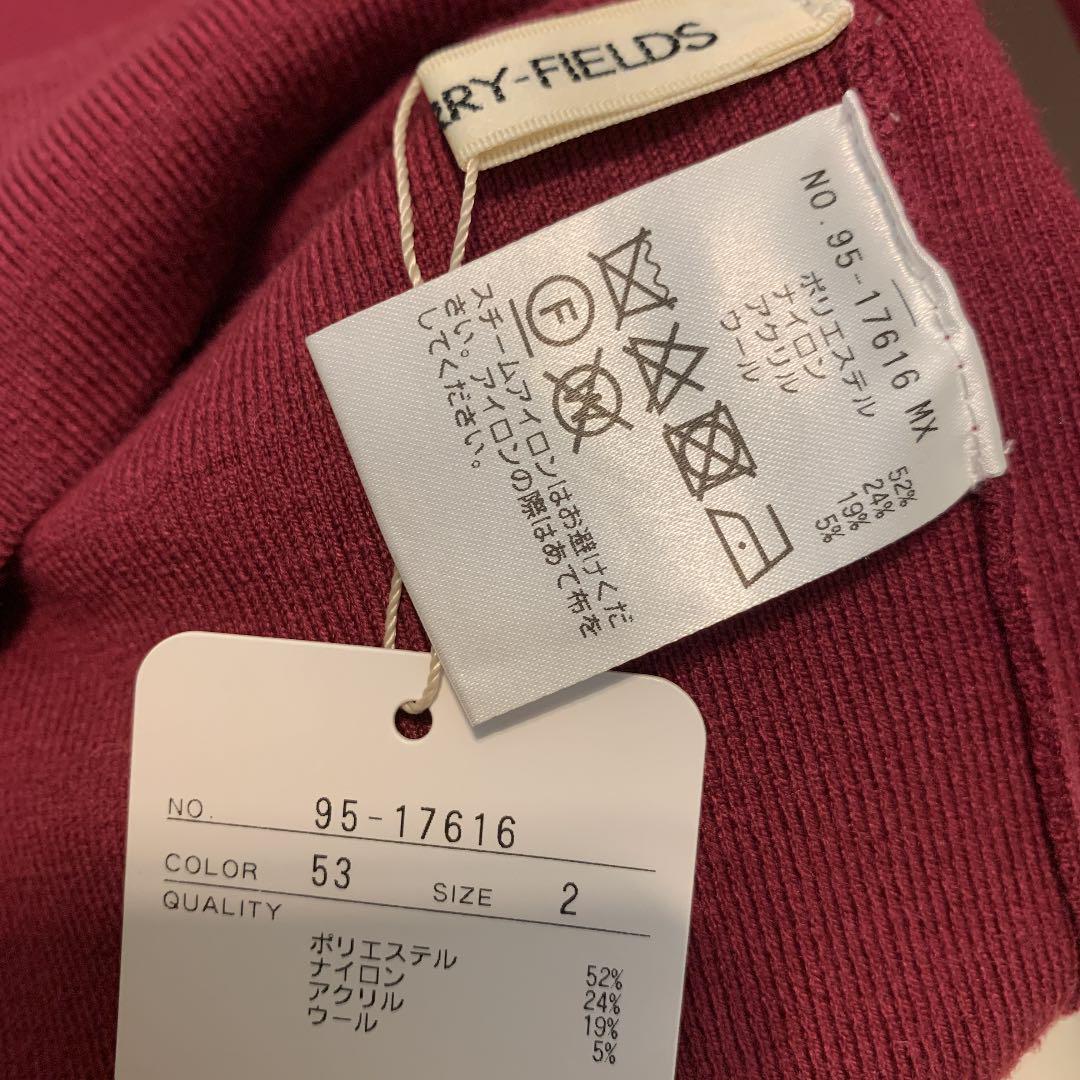 RRY-FIELDS
NO. 95-17616 MX
ポリエステル 52%
ナイロン 24%
アクリル 19%
ウール 5%
F
W
スチームアイロンはお避けくだ
さい。アイロンの際はあて布を
してください。
NO. 95-17616
COLOR 53 SIZE 2
QUALITY
ポリエステル 52%
ナイロン 24%
アクリル 19%
ウール 5%